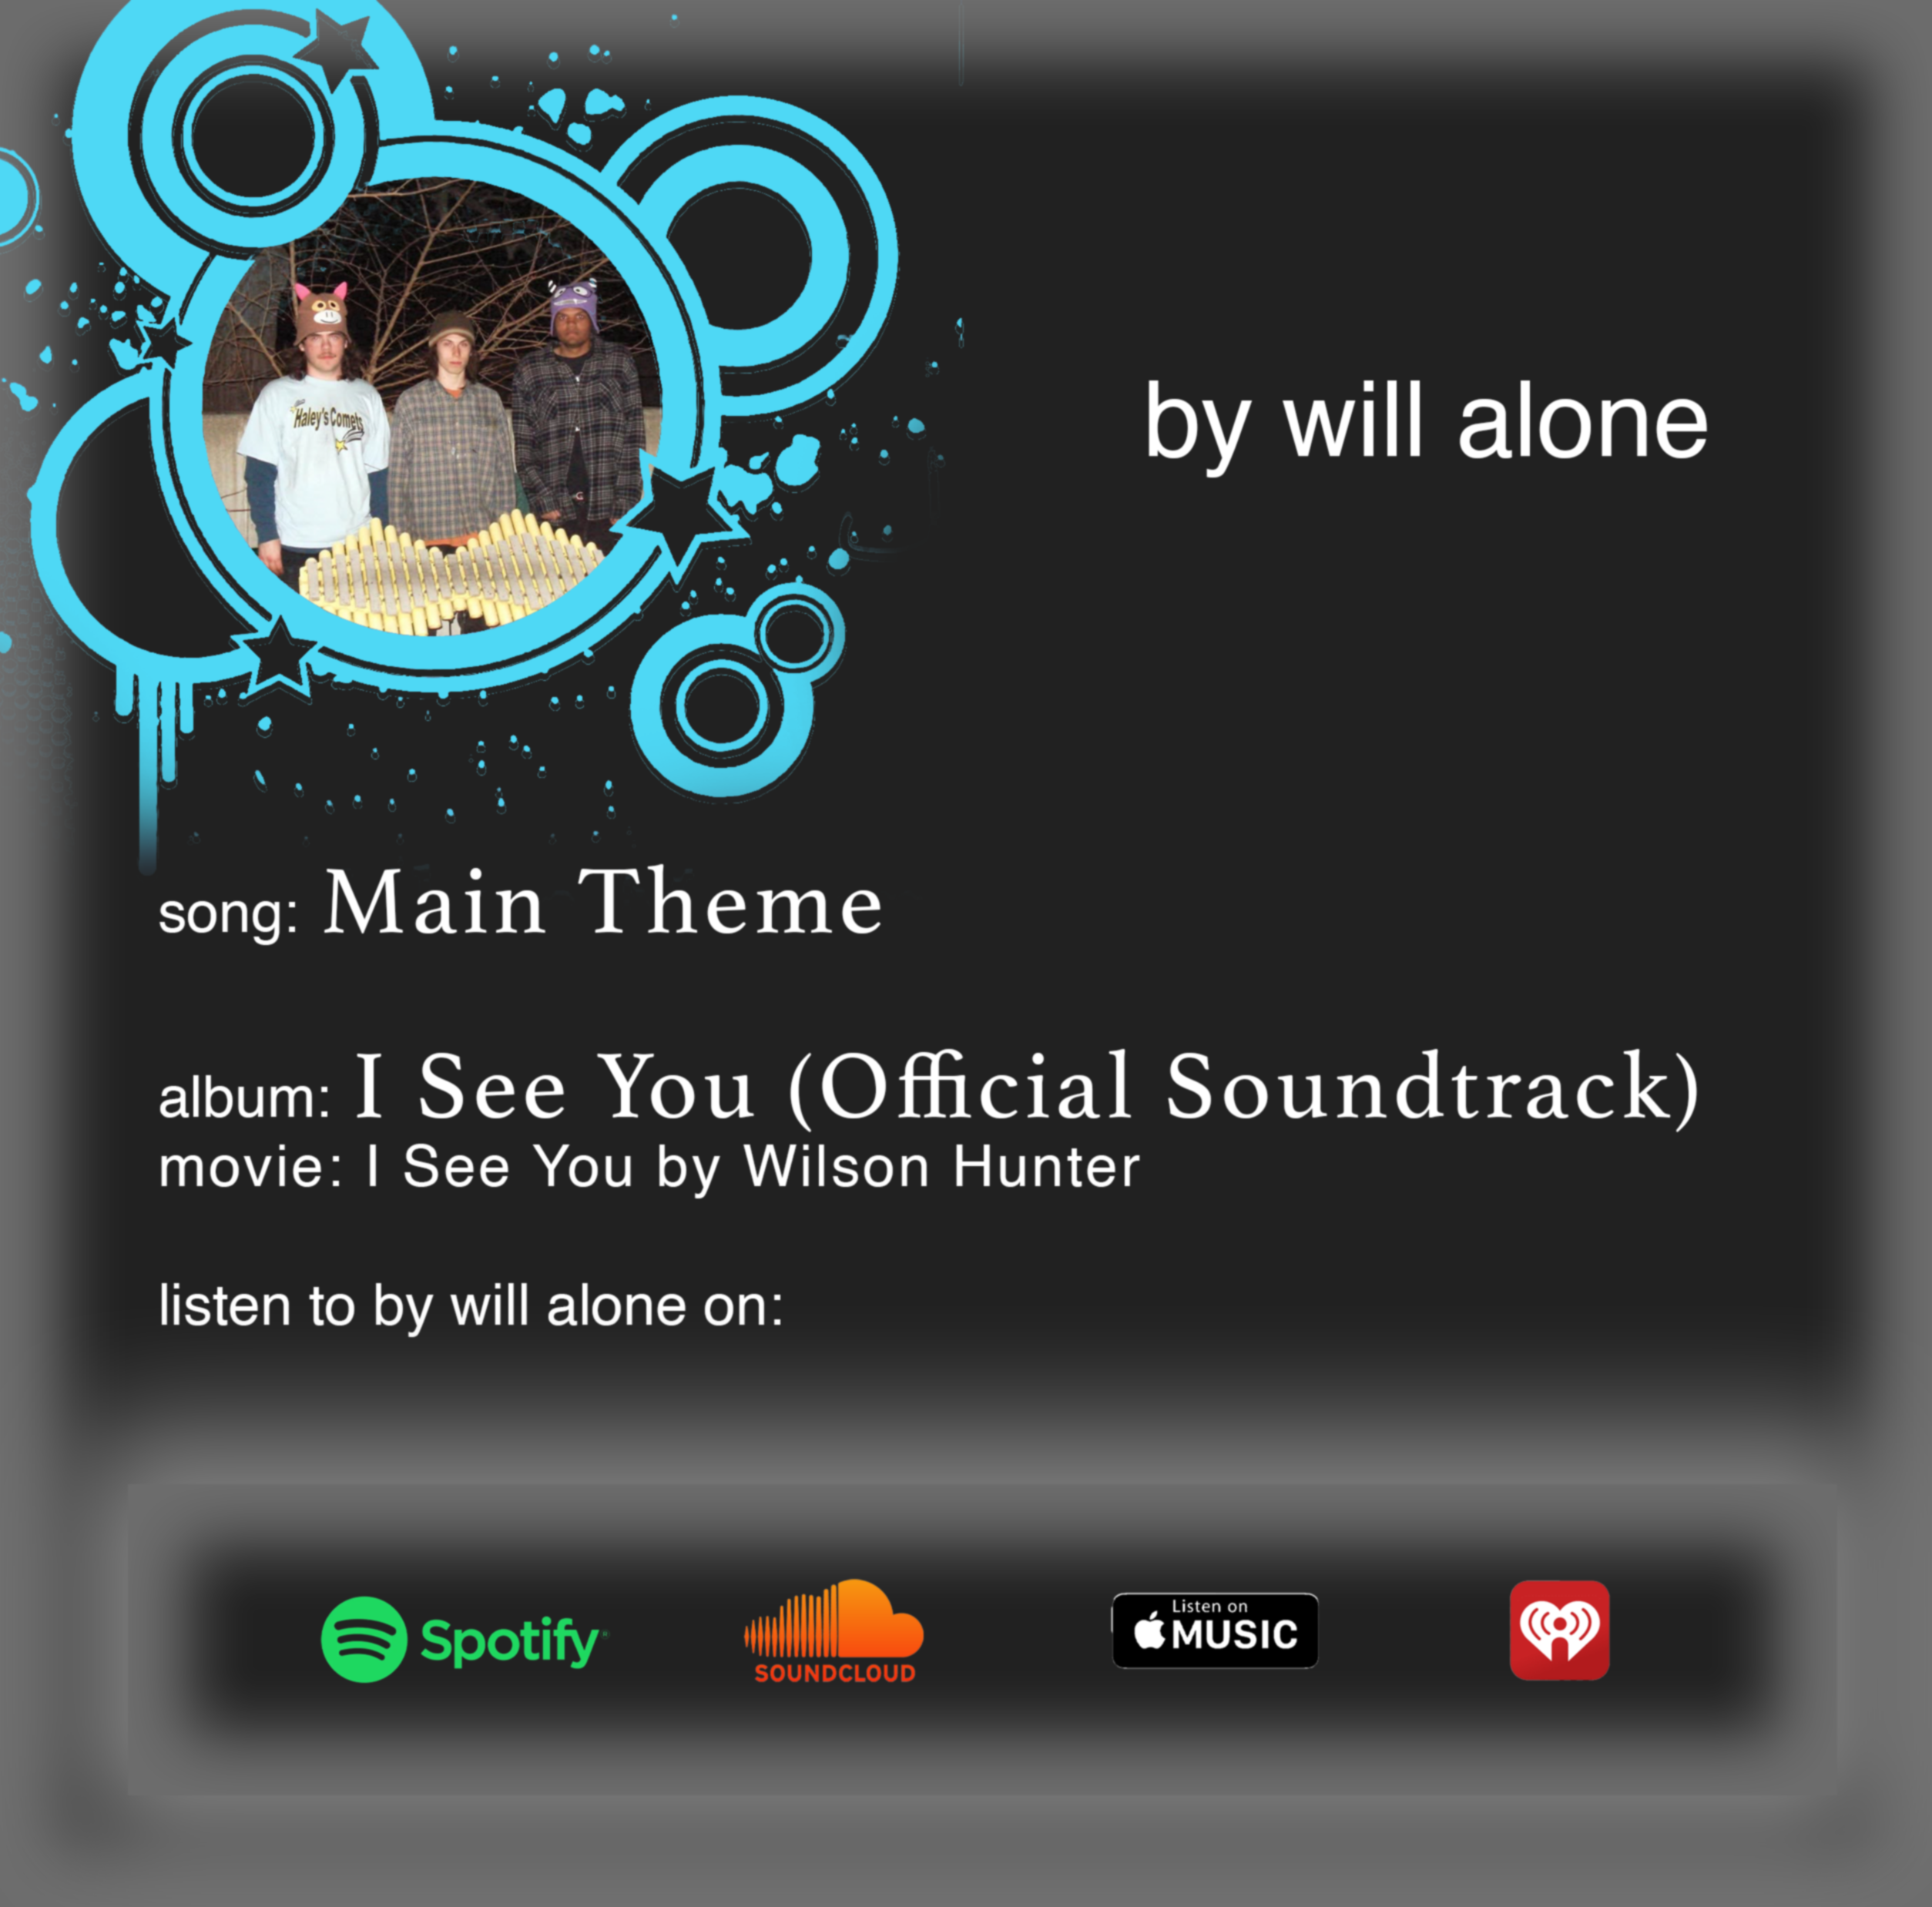 Haley's Comets
by will alone
song: Main Theme
album: I See You (Official Soundtrack)
movie: I See You by Wilson Hunter
listen to by will alone on:
Spotify
SOUNDCLOUD
Listen on
MUSIC